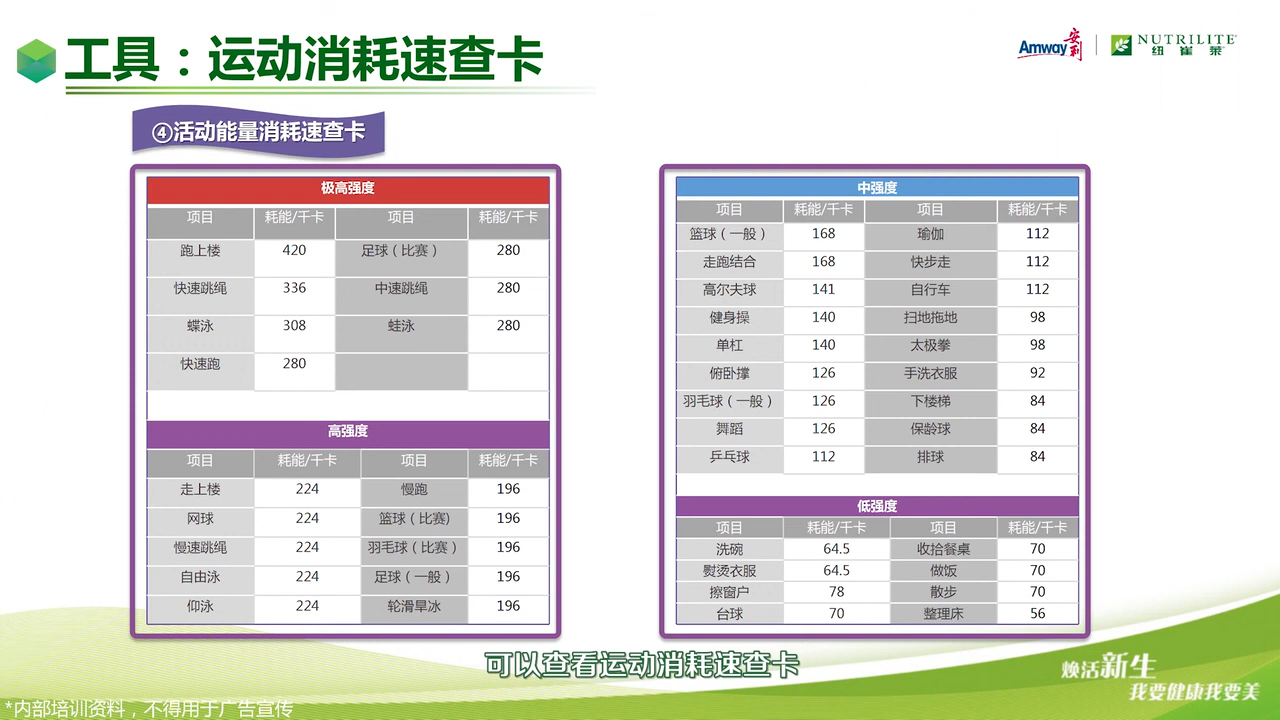 工具：运动消耗速查卡
Amway安利
NUTRILITE
纽崔莱
④活动能量消耗速查卡
极高强度
项目 耗能/千卡 项目 耗能/千卡
跑上楼 420 足球（比赛） 280
快速跳绳 336 中速跳绳 280
蝶泳 308 蛙泳 280
快速跑 280
高强度
项目 耗能/千卡 项目 耗能/千卡
走上楼 224 慢跑 196
网球 224 篮球（比赛) 196
慢速跳绳 224 羽毛球（比赛） 196
自由泳 224 足球（一般） 196
仰泳 224 轮滑旱冰 196
中强度
项目 耗能/千卡 项目 耗能/千卡
篮球（一般） 168 瑜伽 112
走跑结合 168 快步走 112
高尔夫球 141 自行车 112
健身操 140 扫地拖地 98
单杠 140 太极拳 98
俯卧撑 126 手洗衣服 92
羽毛球（一般） 126 下楼梯 84
舞蹈 126 保龄球 84
乒乓球 112 排球 84
低强度
项目 耗能/千卡 项目 耗能/千卡
洗碗 64.5 收拾餐桌 70
熨烫衣服 64.5 做饭 70
擦窗户 78 散步 70
台球 70 整理床 56
可以查看运动消耗速查卡
焕活新生
我要健康我要美
*内部培训资料，不得用于广告宣传